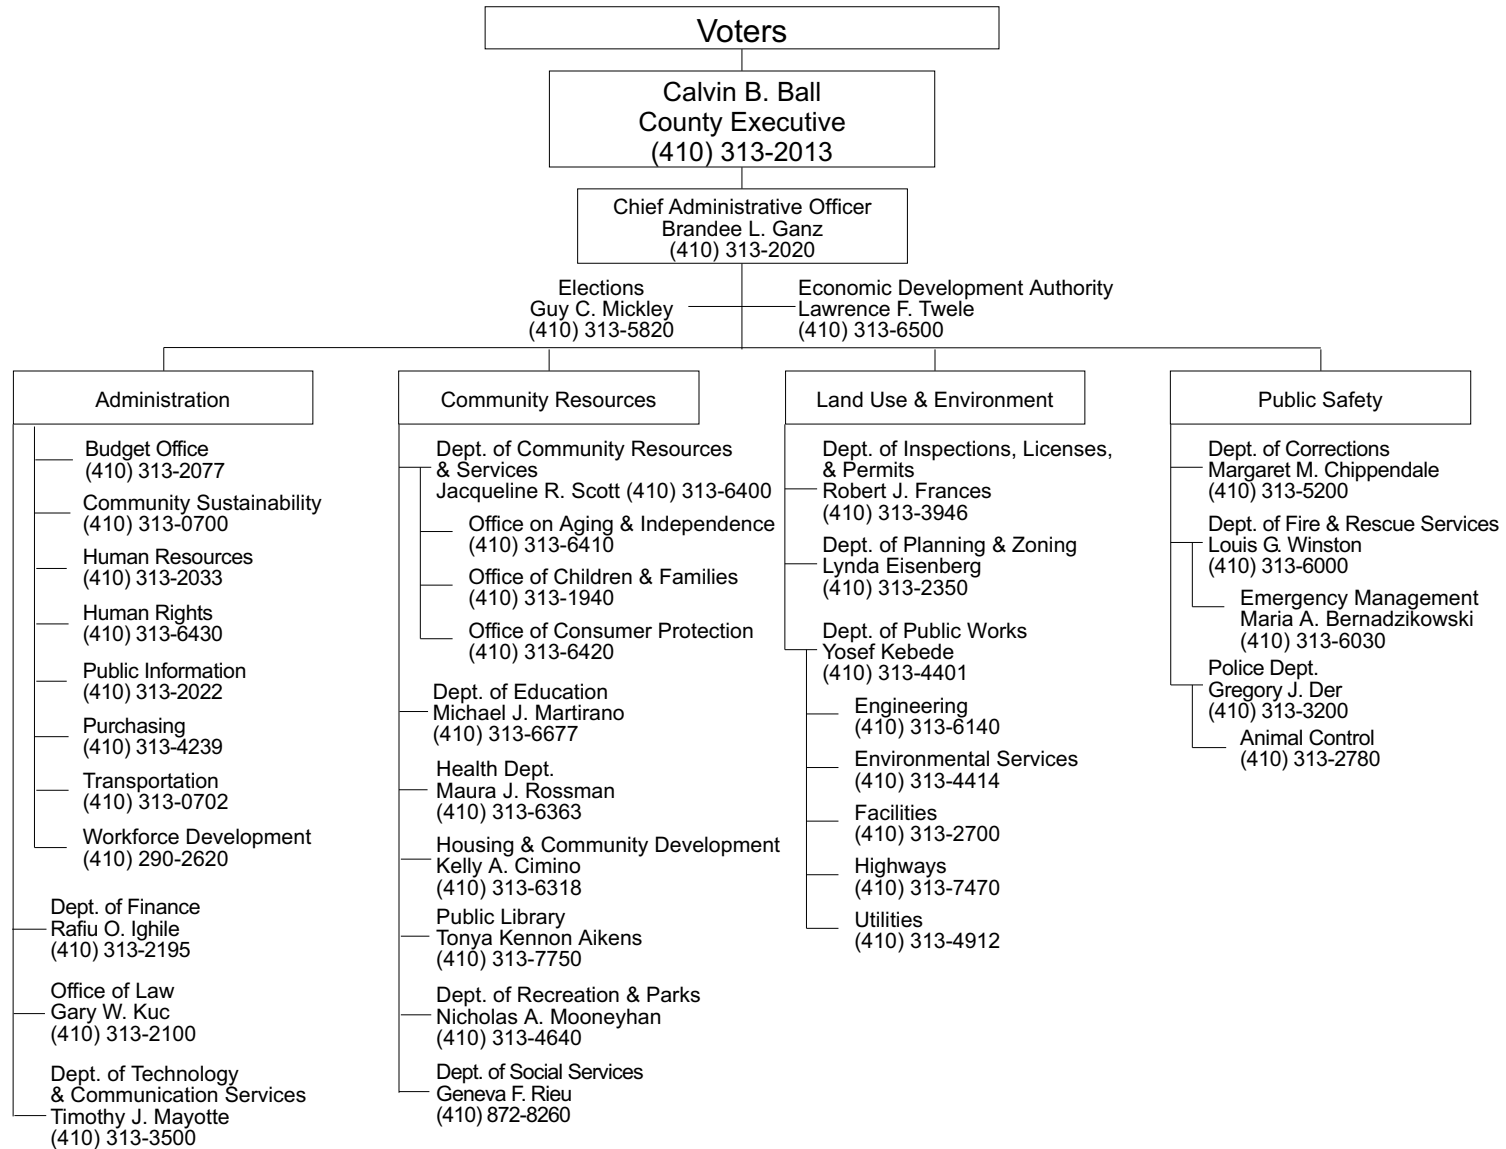 Voters
Calvin B. Ball
County Executive
(410) 313-2013
Chief Administrative Officer
Brandee L. Ganz
(410) 313-2020
Elections
Guy C. Mickley
(410) 313-5820
Economic Development Authority
Lawrence F. Twele
(410) 313-6500
Administration
Budget Office
(410) 313-2077
Community Sustainability
(410) 313-0700
Human Resources
(410) 313-2033
Human Rights
(410) 313-6430
Public Information
(410) 313-2022
Purchasing
(410) 313-4239
Transportation
(410) 313-0702
Workforce Development
(410) 290-2620
Dept. of Finance
Rafiu O. Ighile
(410) 313-2195
Office of Law
Gary W. Kuc
(410) 313-2100
Dept. of Technology
& Communication Services
Timothy J. Mayotte
(410) 313-3500
Community Resources
Dept. of Community Resources
& Services
Jacqueline R. Scott (410) 313-6400
Office on Aging & Independence
(410) 313-6410
Office of Children & Families
(410) 313-1940
Office of Consumer Protection
(410) 313-6420
Dept. of Education
Michael J. Martirano
(410) 313-6677
Health Dept.
Maura J. Rossman
(410) 313-6363
Housing & Community Development
Kelly A. Cimino
(410) 313-6318
Public Library
Tonya Kennon Aikens
(410) 313-7750
Dept. of Recreation & Parks
Nicholas A. Mooneyhan
(410) 313-4640
Dept. of Social Services
Geneva F. Rieu
(410) 872-8260
Land Use & Environment
Dept. of Inspections, Licenses,
& Permits
Robert J. Frances
(410) 313-3946
Dept. of Planning & Zoning
Lynda Eisenberg
(410) 313-2350
Dept. of Public Works
Yosef Kebede
(410) 313-4401
Engineering
(410) 313-6140
Environmental Services
(410) 313-4414
Facilities
(410) 313-2700
Highways
(410) 313-7470
Utilities
(410) 313-4912
Public Safety
Dept. of Corrections
Margaret M. Chippendale
(410) 313-5200
Dept. of Fire & Rescue Services
Louis G. Winston
(410) 313-6000
Emergency Management
Maria A. Bernadzikowski
(410) 313-6030
Police Dept.
Gregory J. Der
(410) 313-3200
Animal Control
(410) 313-2780